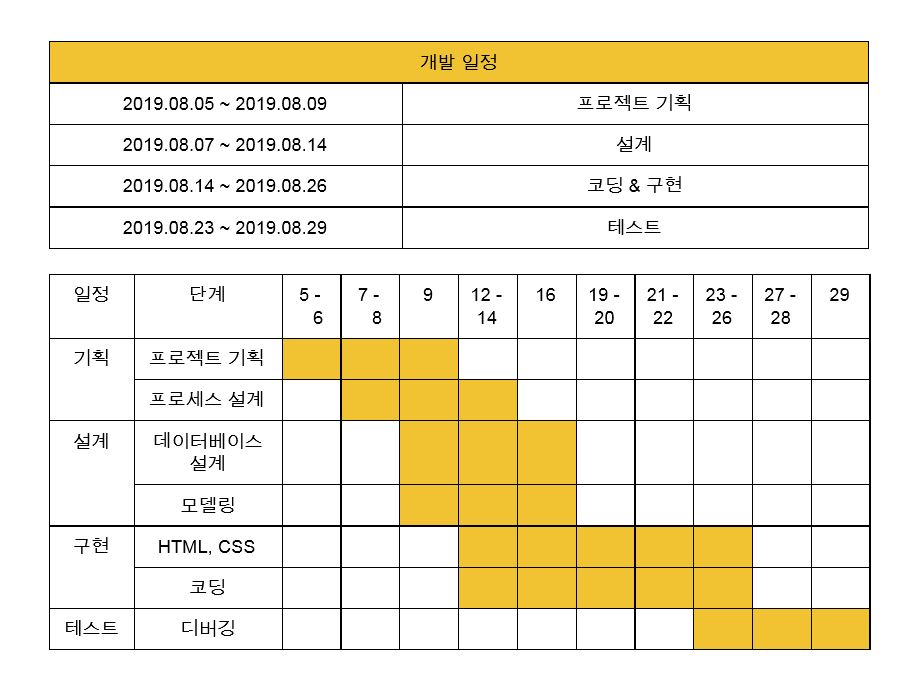 개발 일정
2019.08.05 ~ 2019.08.09 프로젝트 기획
2019.08.07 ~ 2019.08.14 설계
2019.08.14 ~ 2019.08.26 코딩 & 구현
2019.08.23 ~ 2019.08.29 테스트
일정 단계 5 - 6 7 - 8 9 12 - 14 16 19 - 20 21 - 22 23 - 26 27 - 28 29
기획 프로젝트 기획
프로세스 설계
설계 데이터베이스
설계
모델링
구현 HTML, CSS
코딩
테스트 디버깅